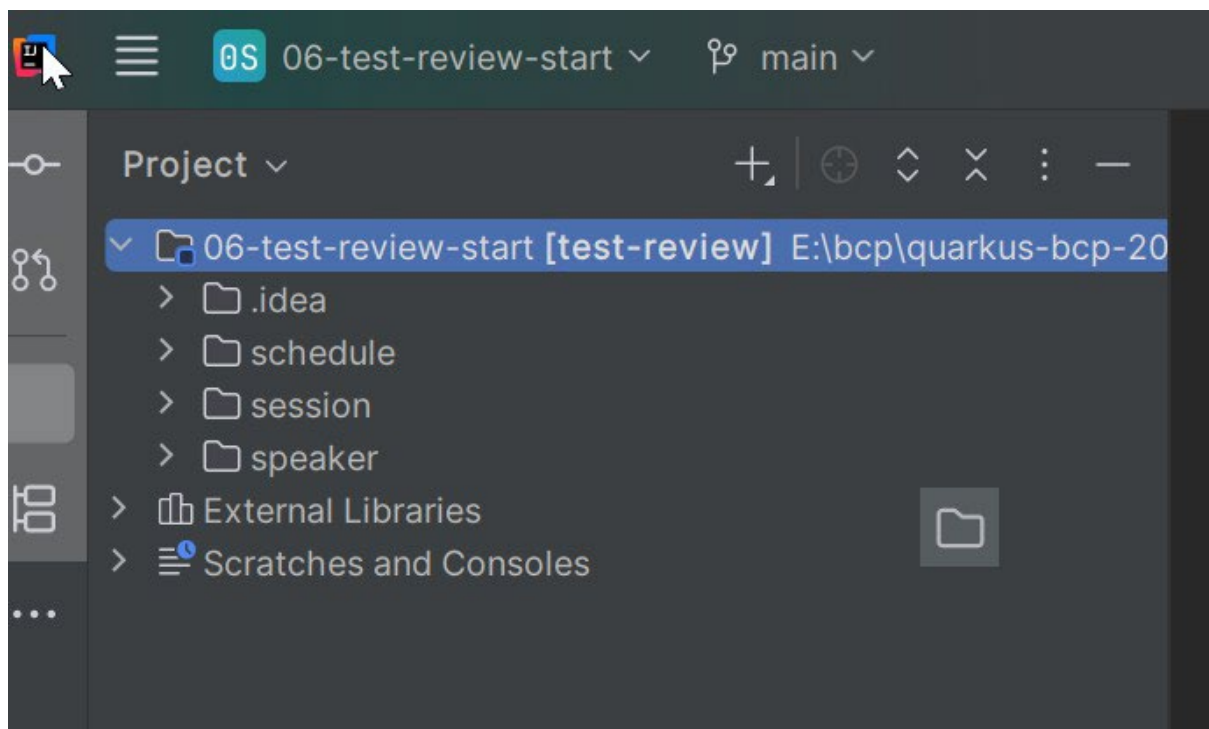 IJ 0S 06-test-review-start main
Project
06-test-review-start [test-review] E:\bcp\quarkus-bcp-20
.idea
schedule
session
speaker
External Libraries
Scratches and Consoles